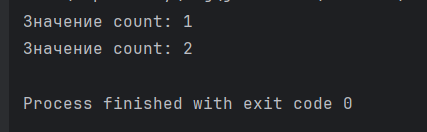 Значение count: 1
Значение count: 2
Process finished with exit code 0